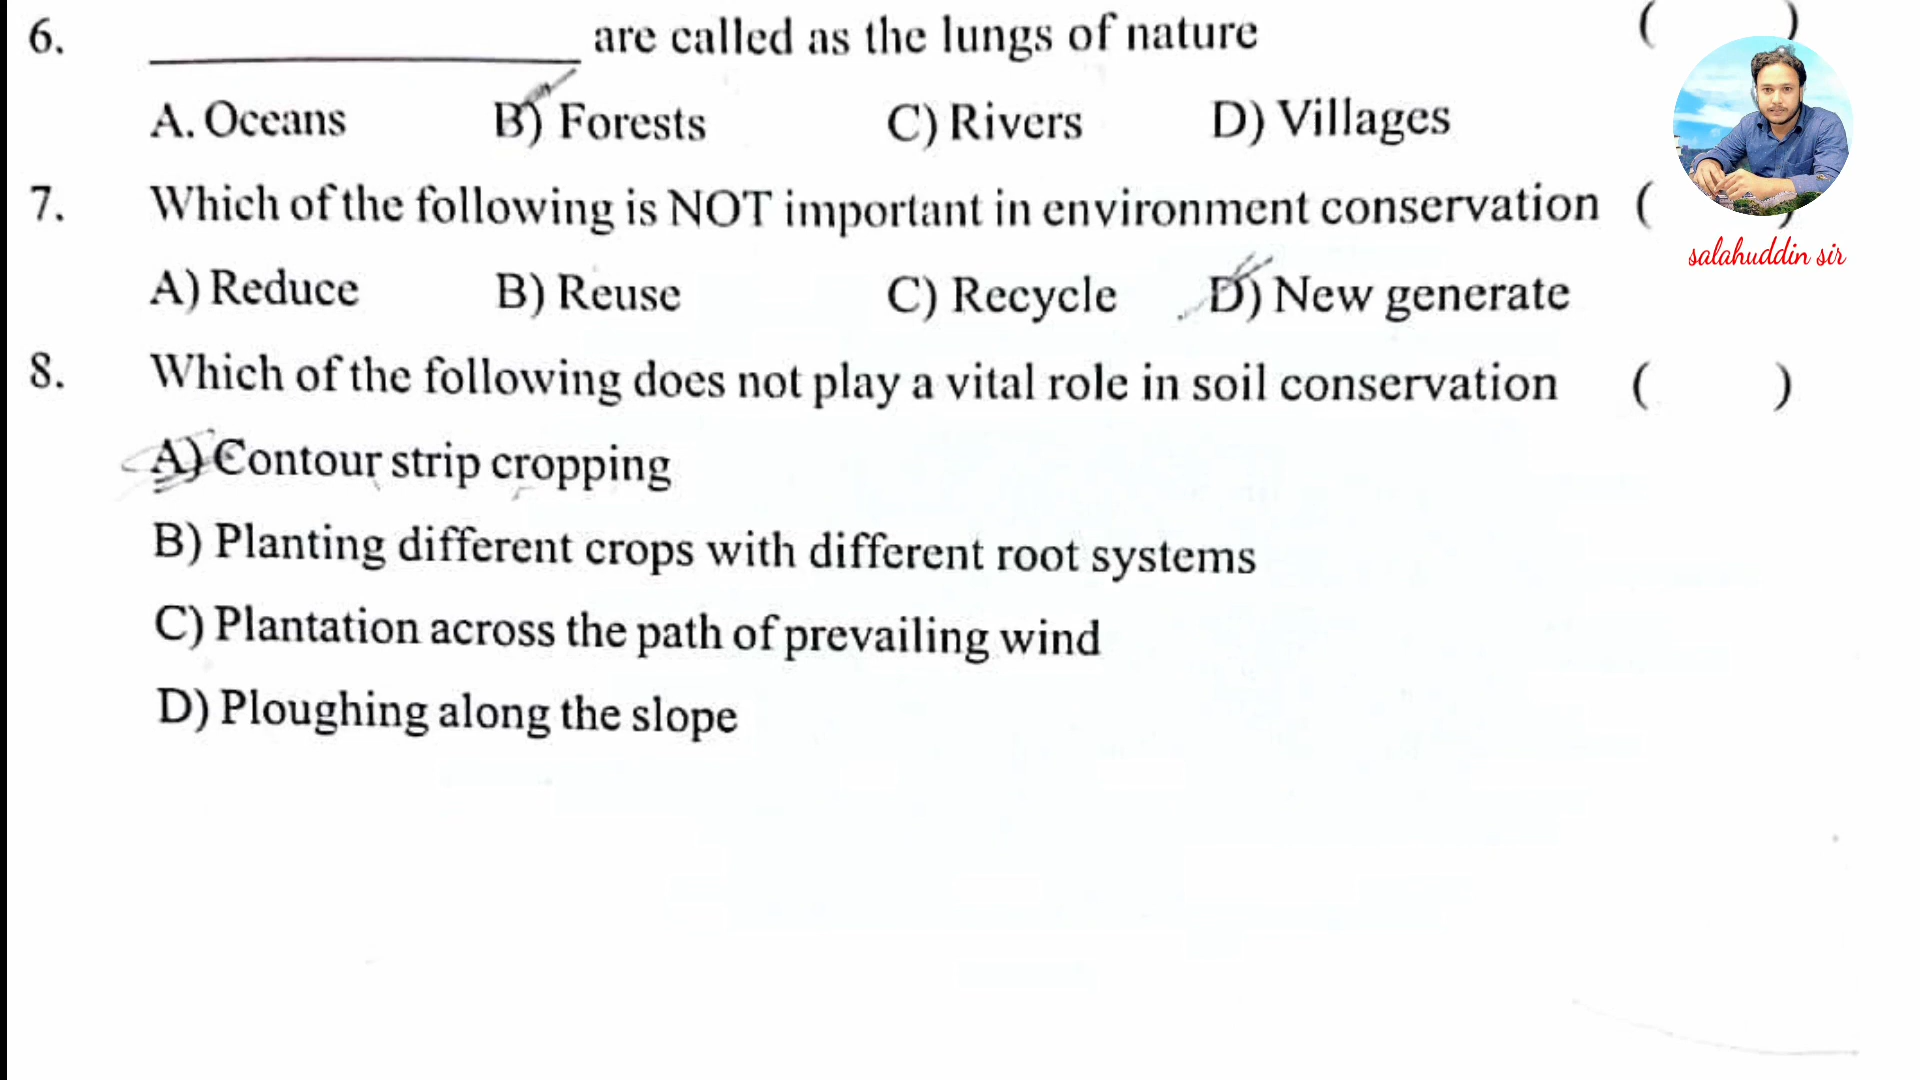 6. ______________ are called as the lungs of nature ( )
A. Oceans B) Forests C) Rivers D) Villages
7. Which of the following is NOT important in environment conservation ( )
A) Reduce B) Reuse C) Recycle D) New generate
salahuddin sir
8. Which of the following does not play a vital role in soil conservation ( )
A) Contour strip cropping
B) Planting different crops with different root systems
C) Plantation across the path of prevailing wind
D) Ploughing along the slope